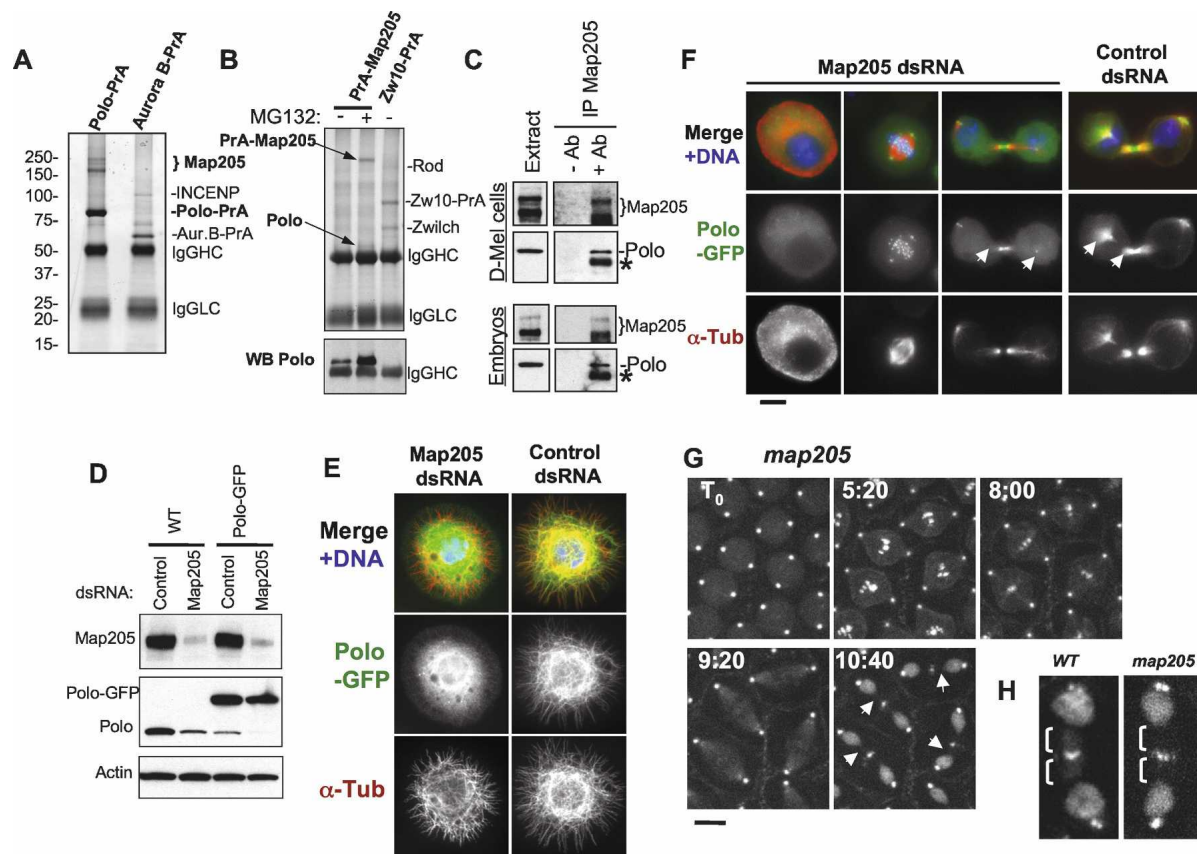 A
Polo-PrA
Aurora B-PrA
250-
150-
100-
75-
50-
37-
25-
20-
15-
} Map205
-INCENP
-Polo-PrA
-Aur.B-PrA
IgGHC
IgGLC
B
PrA-Map205
Zw10-PrA
MG132: - + -
PrA-Map205
Polo
-Rod
-Zw10-PrA
-Zwilch
IgGHC
IgGLC
WB Polo
IgGHC
C
IP Map205
Extract
- Ab
+ Ab
D-Mel cells
}Map205
-Polo
*
Embryos
}Map205
-Polo
*
F
Map205 dsRNA
Control
dsRNA
Merge
+DNA
Polo
-GFP
α-Tub
D
WT
Polo-GFP
dsRNA:
Control
Map205
Control
Map205
Map205
Polo-GFP
Polo
Actin
E
Map205
dsRNA
Control
dsRNA
Merge
+DNA
Polo
-GFP
α-Tub
G
map205
T0
5:20
8:00
9:20
10:40
H
WT
map205